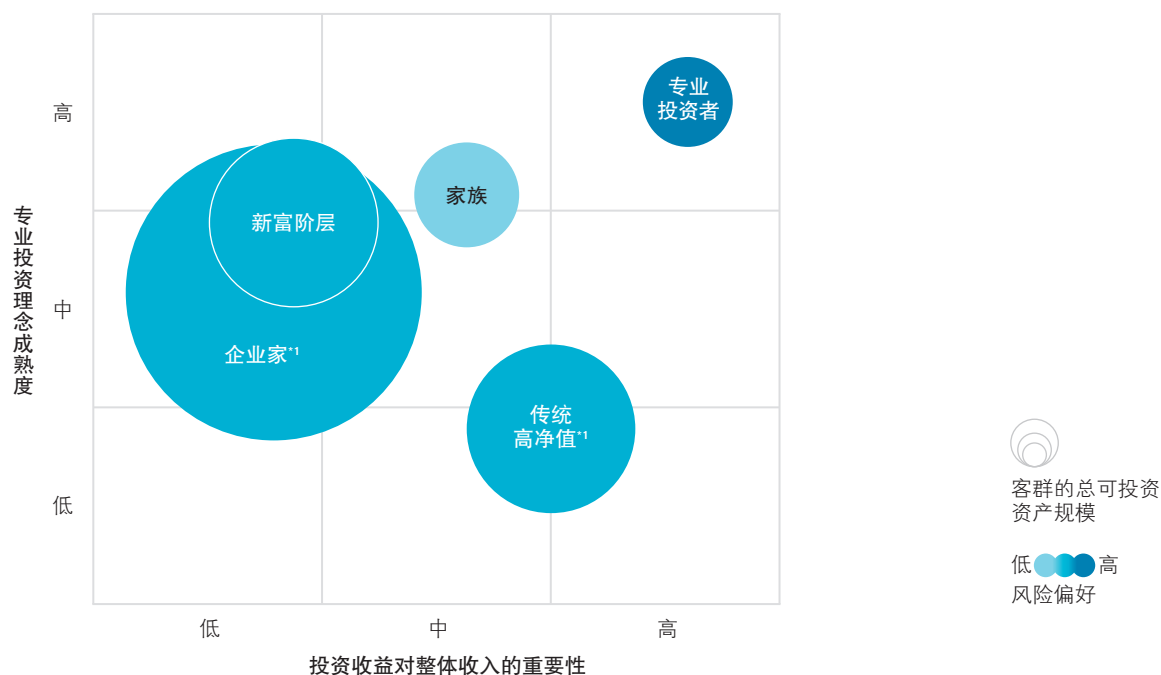 专业
投资者
高
家族
新富阶层
专业投资理念成熟度
中
企业家*1
传统
高净值*1
低
客群的总可投资
资产规模
低 高
风险偏好
低 中 高
投资收益对整体收入的重要性